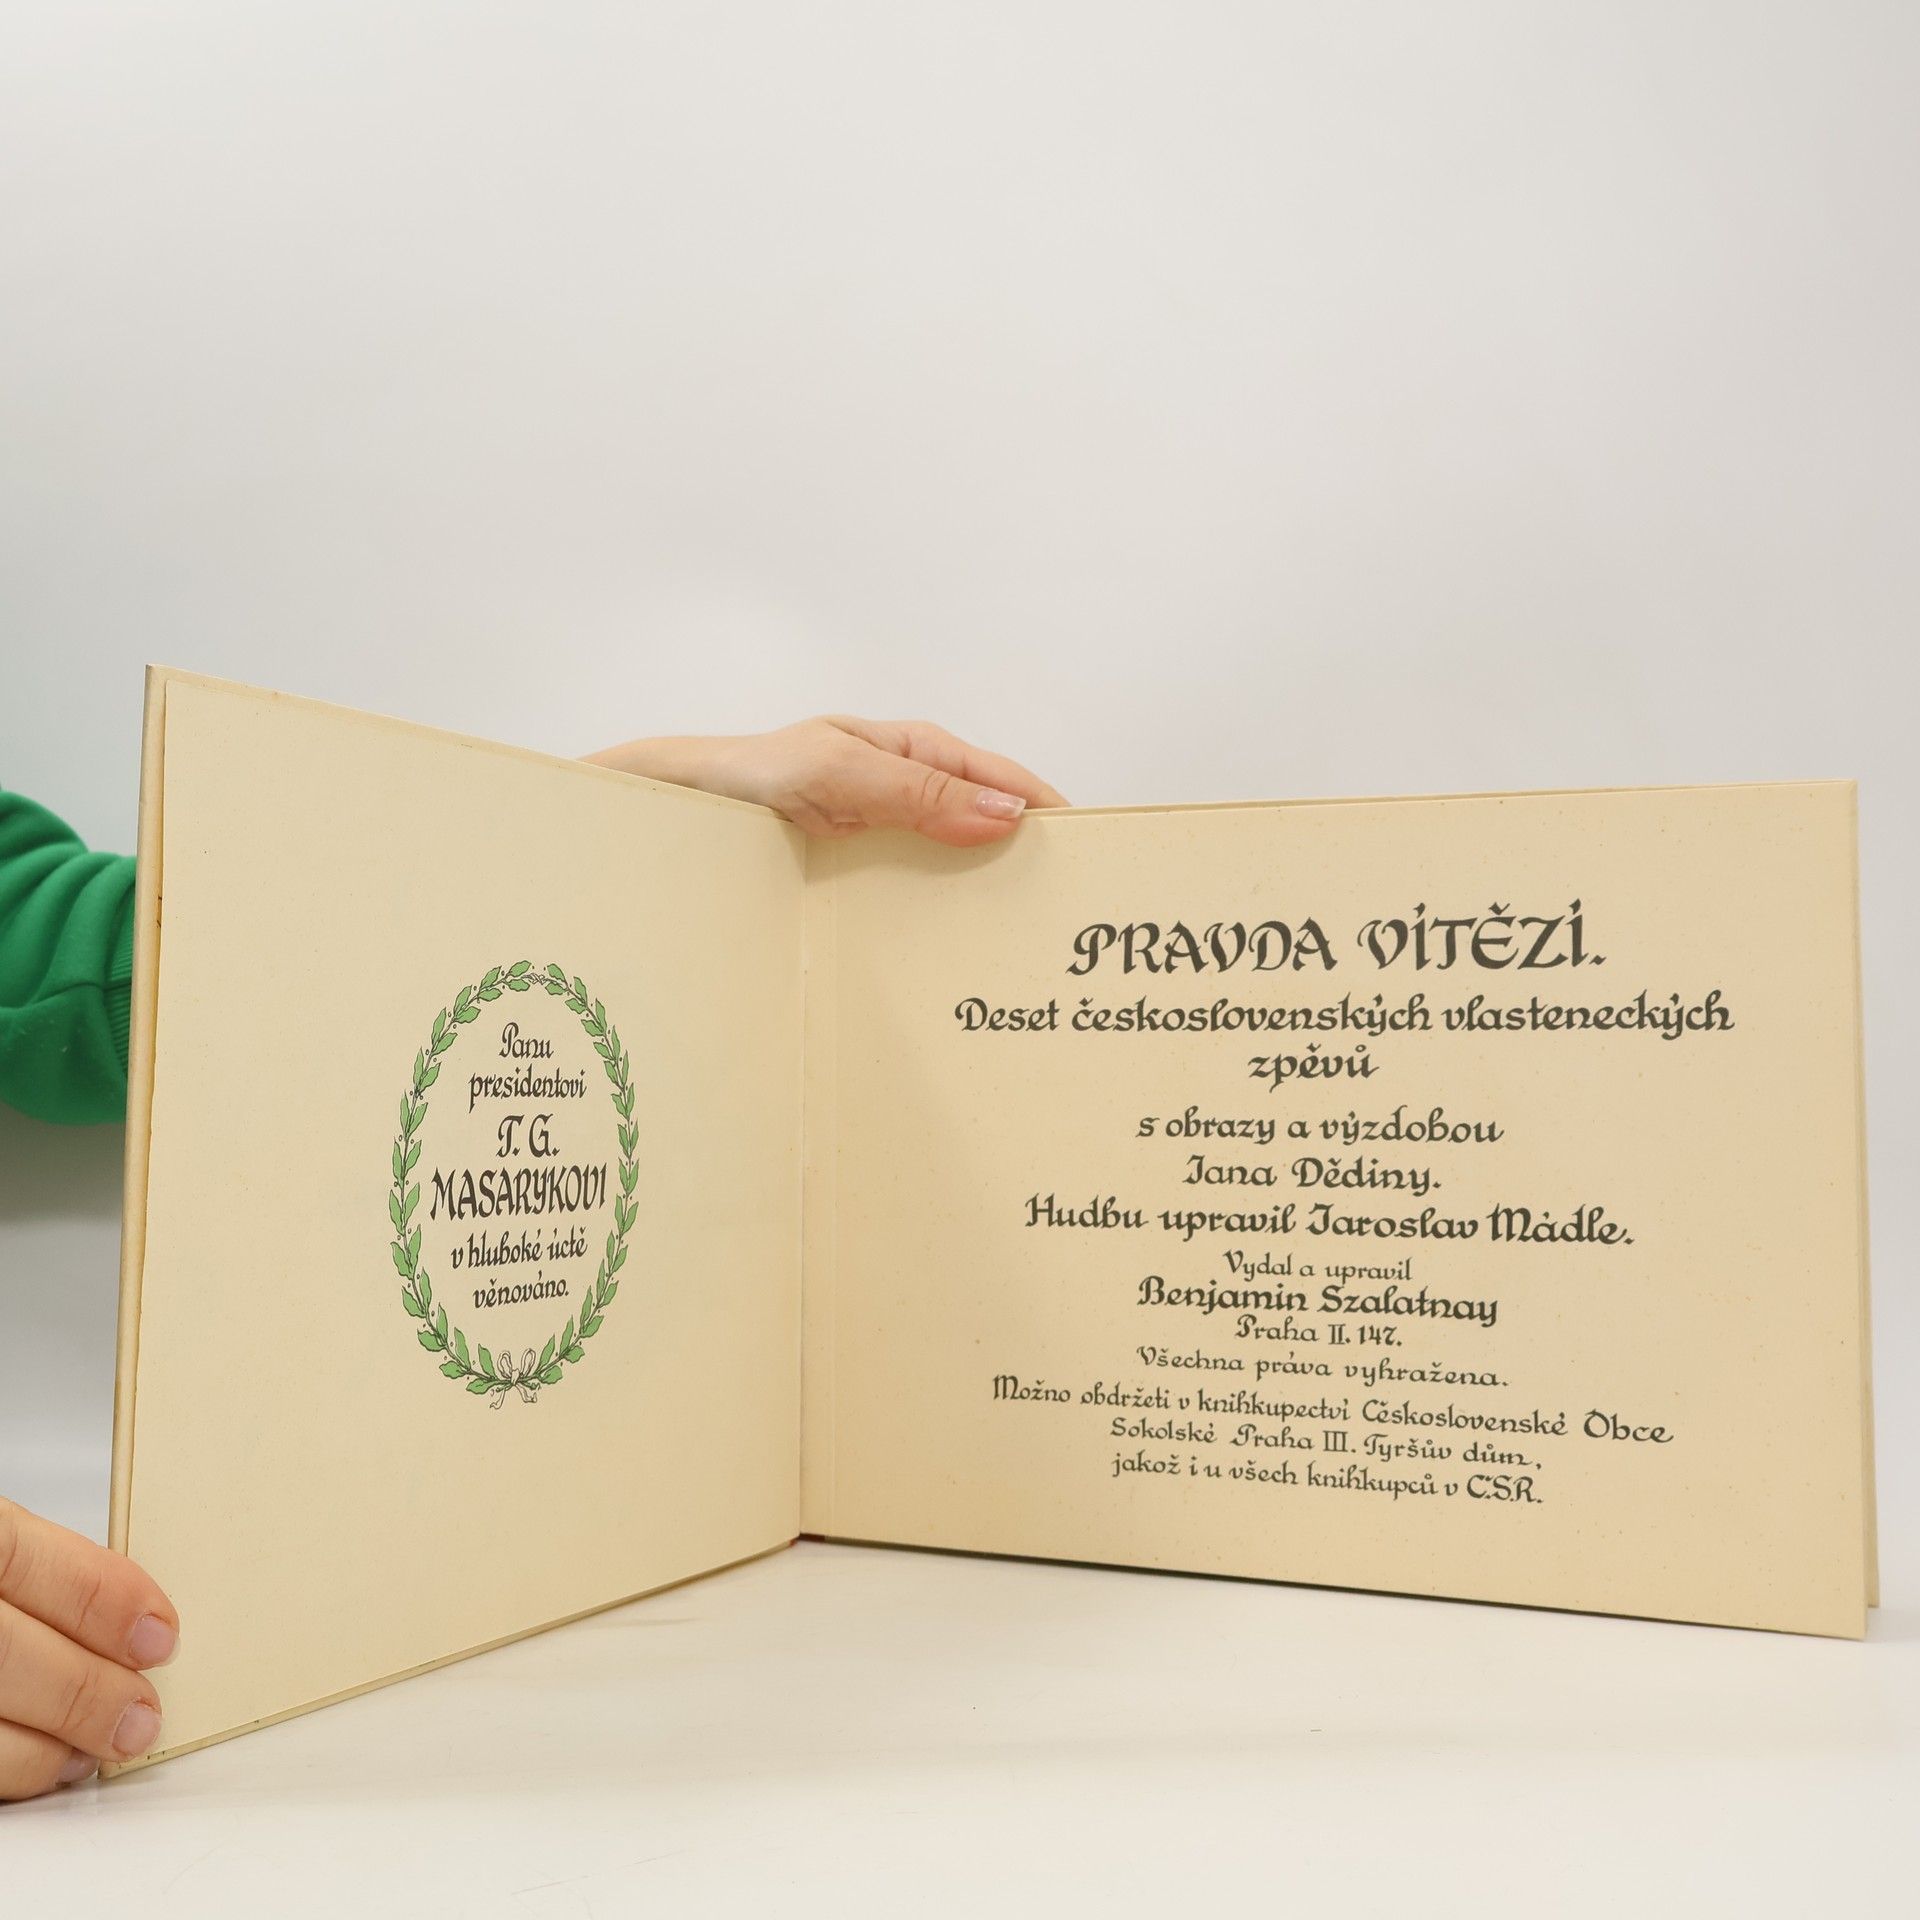 Panu
presidentovi
T. G.
MASARYKOVI
v hluboké úctě
věnováno.
PRAVDA VÍTĚZÍ.
Deset československých vlasteneckých
zpěvů
s obrazy a výzdobou
Jana Dědiny.
Hudbu upravil Jaroslav Mádle.
Vydal a upravil
Benjamin Szalatnay
Praha II. 147.
Všechna práva vyhražena.
Možno obdržeti v knihkupectví Československé Obce
Sokolské Praha III. Tyršův dům,
jakož i u všech knihkupců v Č.S.R.